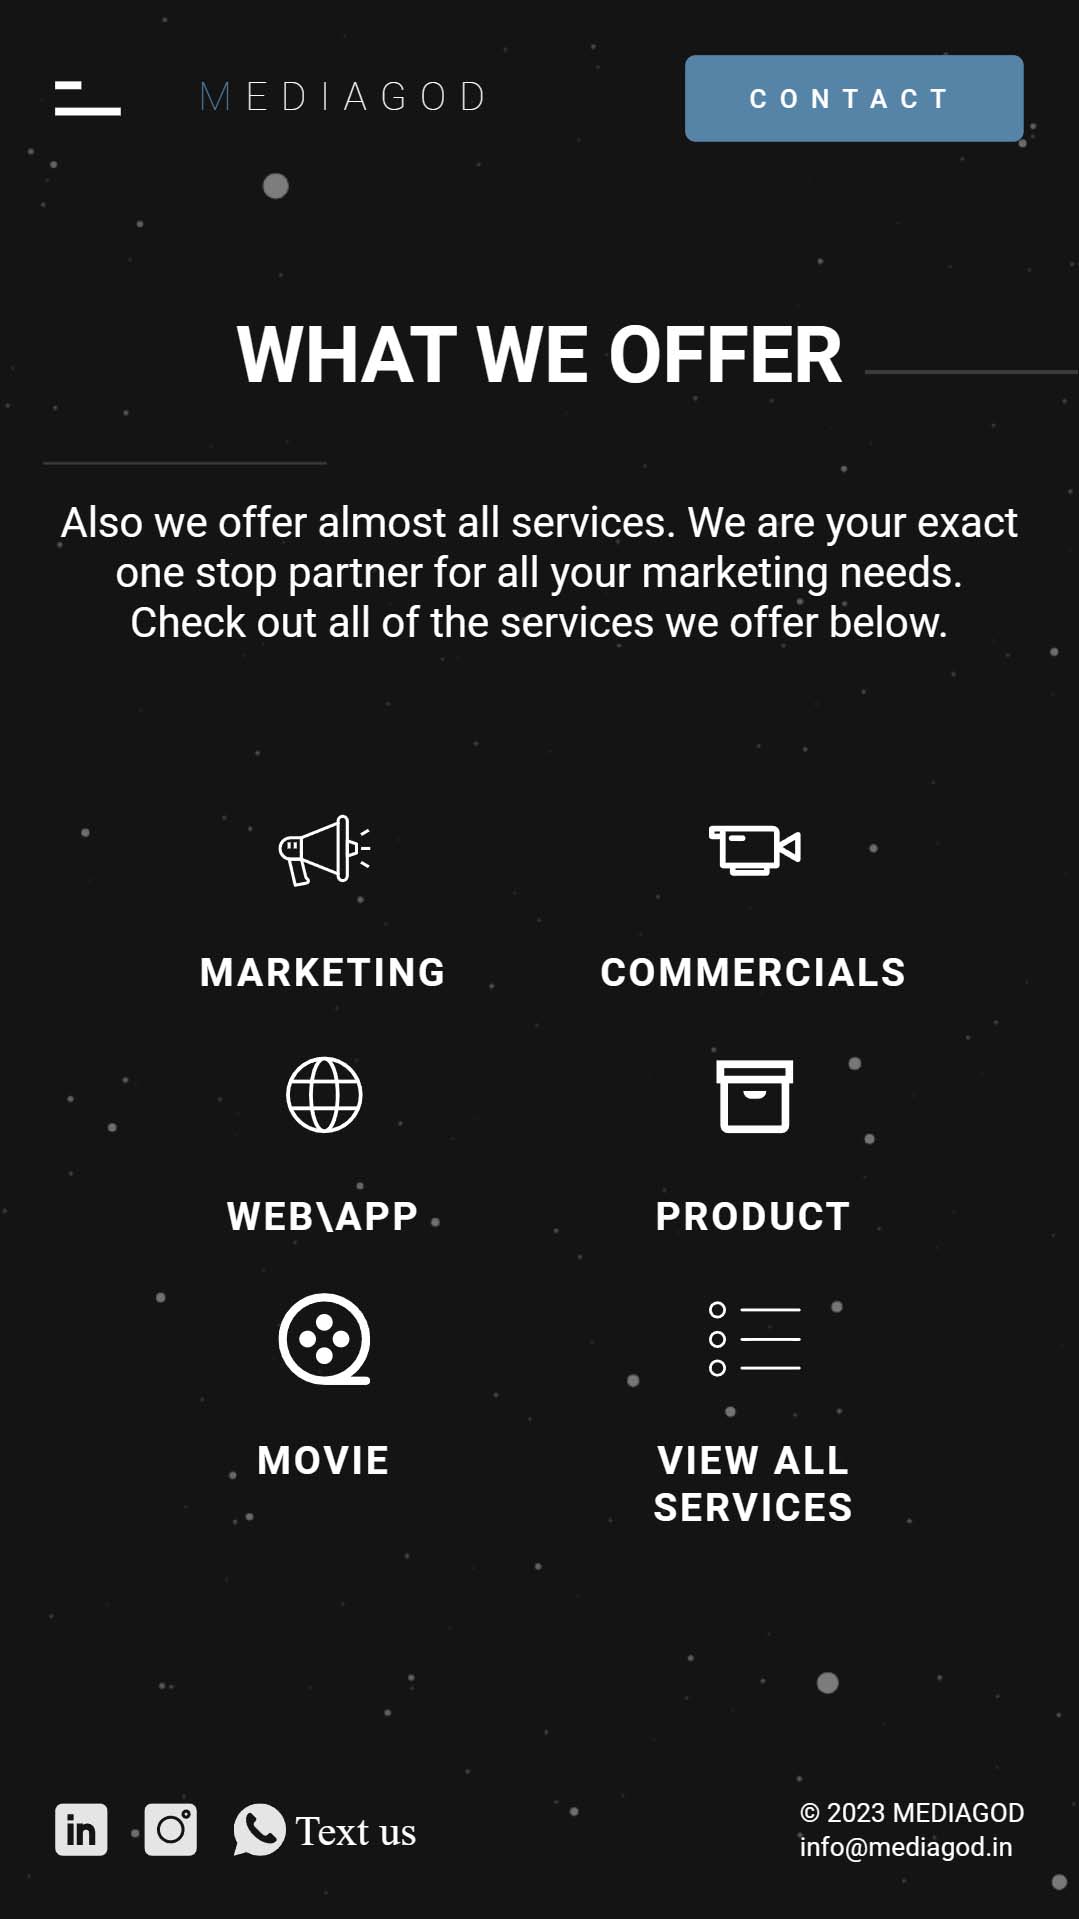 MEDIAGOD
CONTACT
WHAT WE OFFER
Also we offer almost all services. We are your exact
one stop partner for all your marketing needs.
Check out all of the services we offer below.
MARKETING
COMMERCIALS
WEB\APP
PRODUCT
MOVIE
VIEW ALL
SERVICES
in
Text us
© 2023 MEDIAGOD
info@mediagod.in